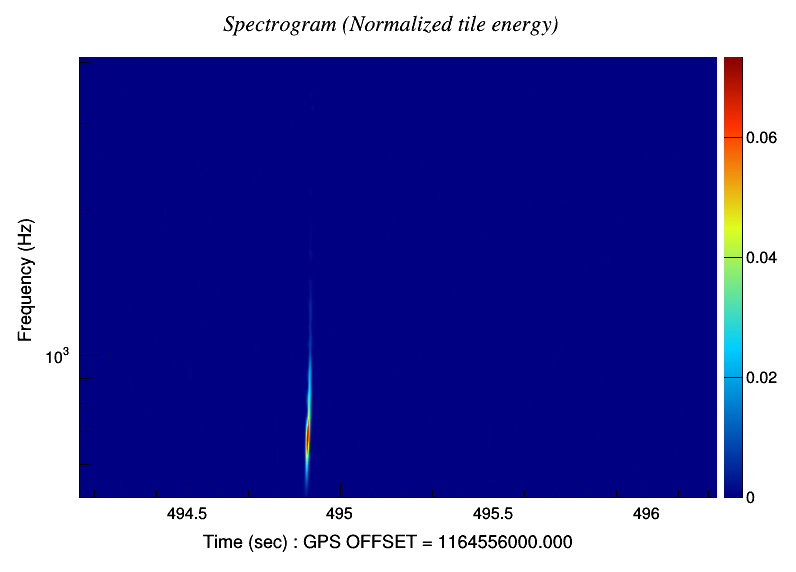 Spectrogram (Normalized tile energy)
0.06
0.04
0.02
0
Frequency (Hz)
10³
494.5 495 495.5 496
Time (sec) : GPS OFFSET = 1164556000.000